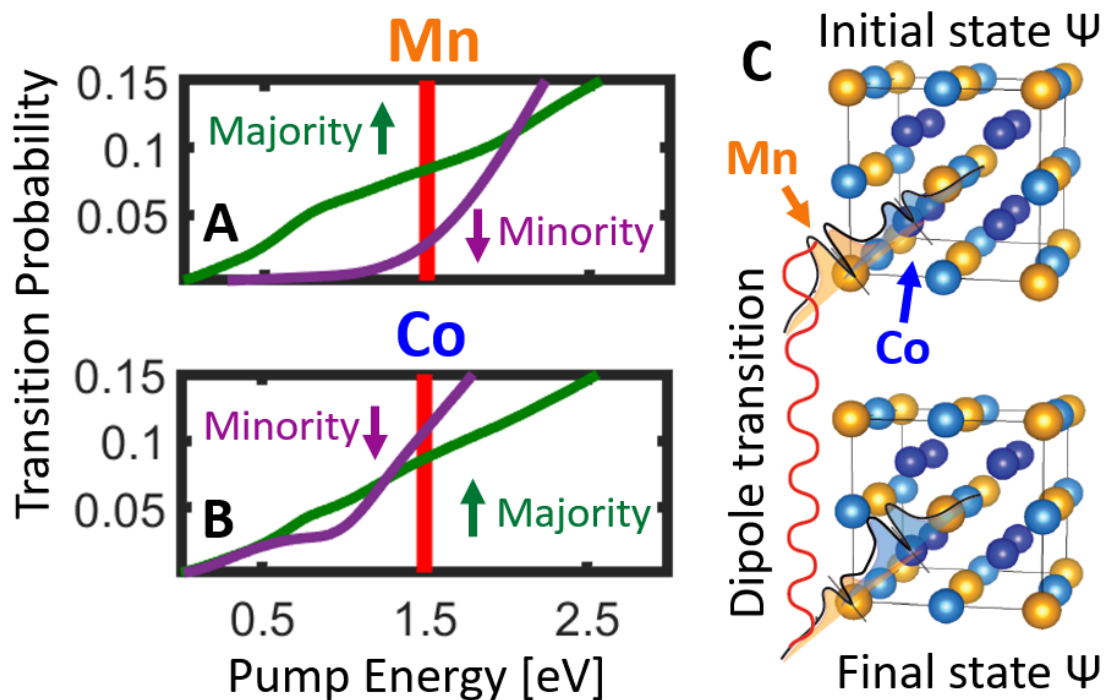 Transition Probability
Mn
0.15
0.1
0.05
Majority
A
Minority
Co
0.15
0.1
0.05
Minority
B
Majority
0.5 1.5 2.5
Pump Energy [eV]
C
Initial state Ψ
Mn
Co
Dipole transition
Final state Ψ